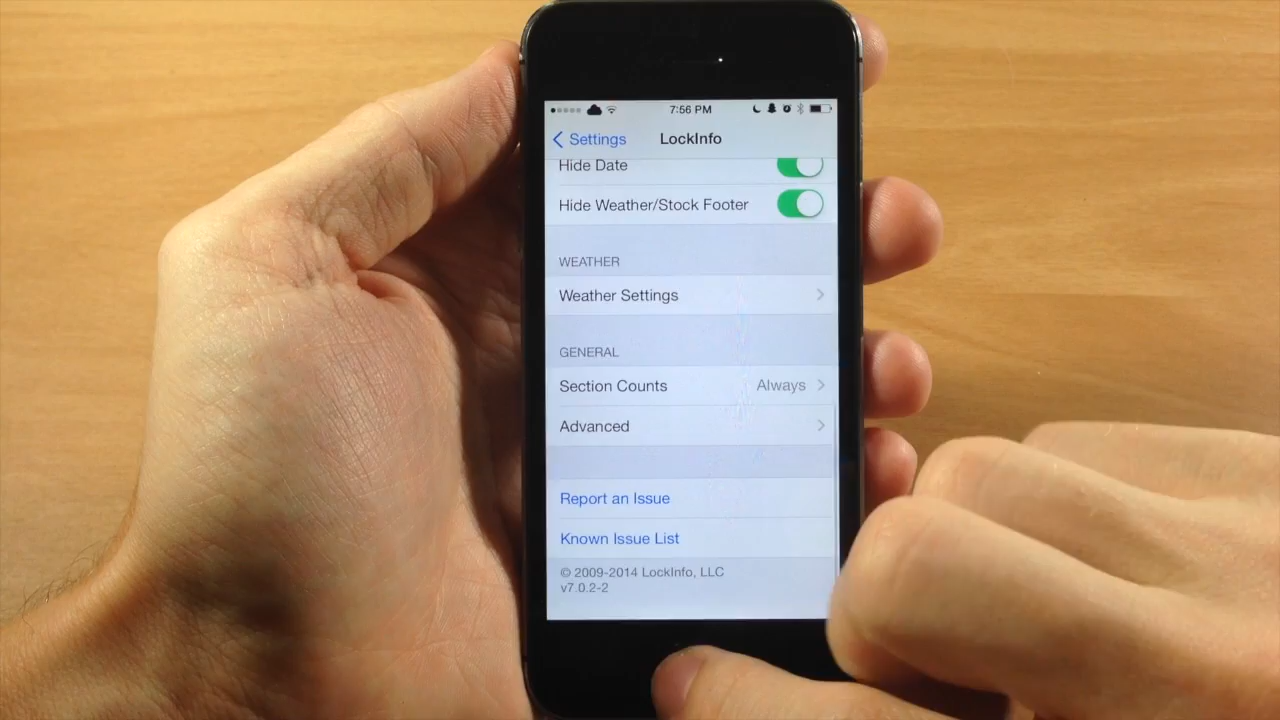 7:56 PM
Settings LockInfo
Hide Date
Hide Weather/Stock Footer
WEATHER
Weather Settings
GENERAL
Section Counts Always
Advanced
Report an Issue
Known Issue List
© 2009-2014 LockInfo, LLC
v7.0.2-2